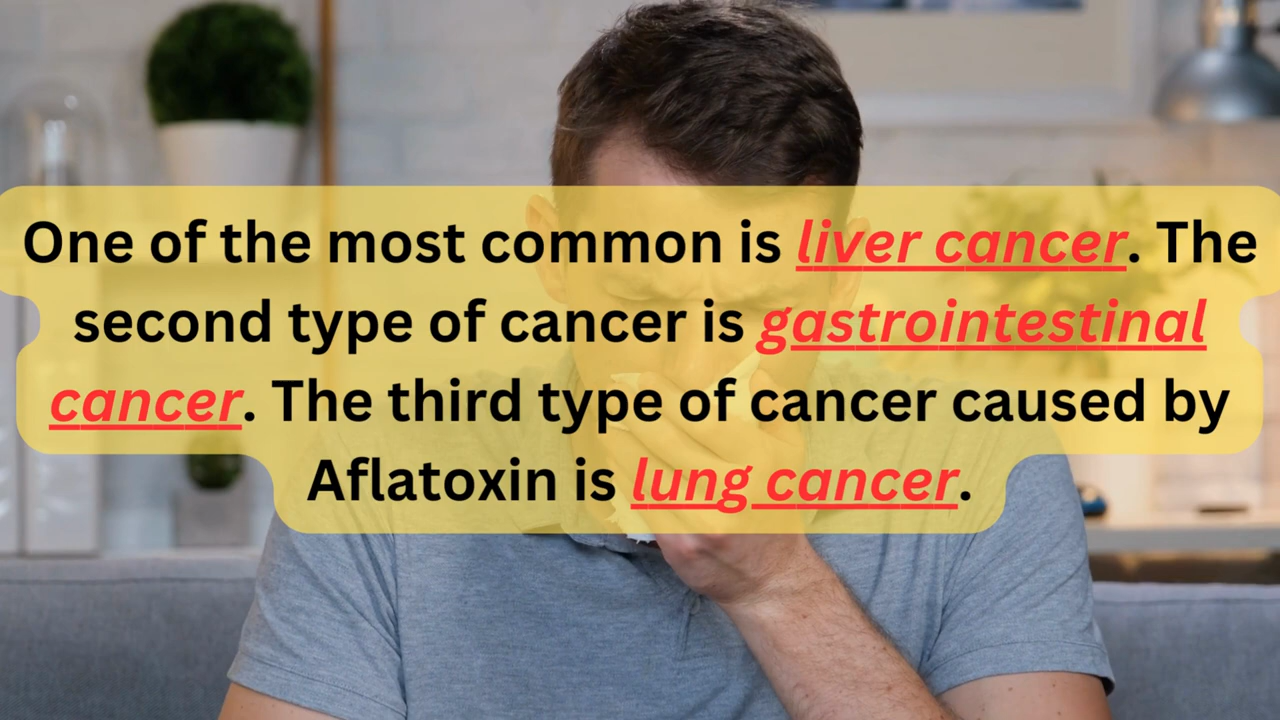 One of the most common is liver cancer. The
second type of cancer is gastrointestinal
cancer. The third type of cancer caused by
Aflatoxin is lung cancer.